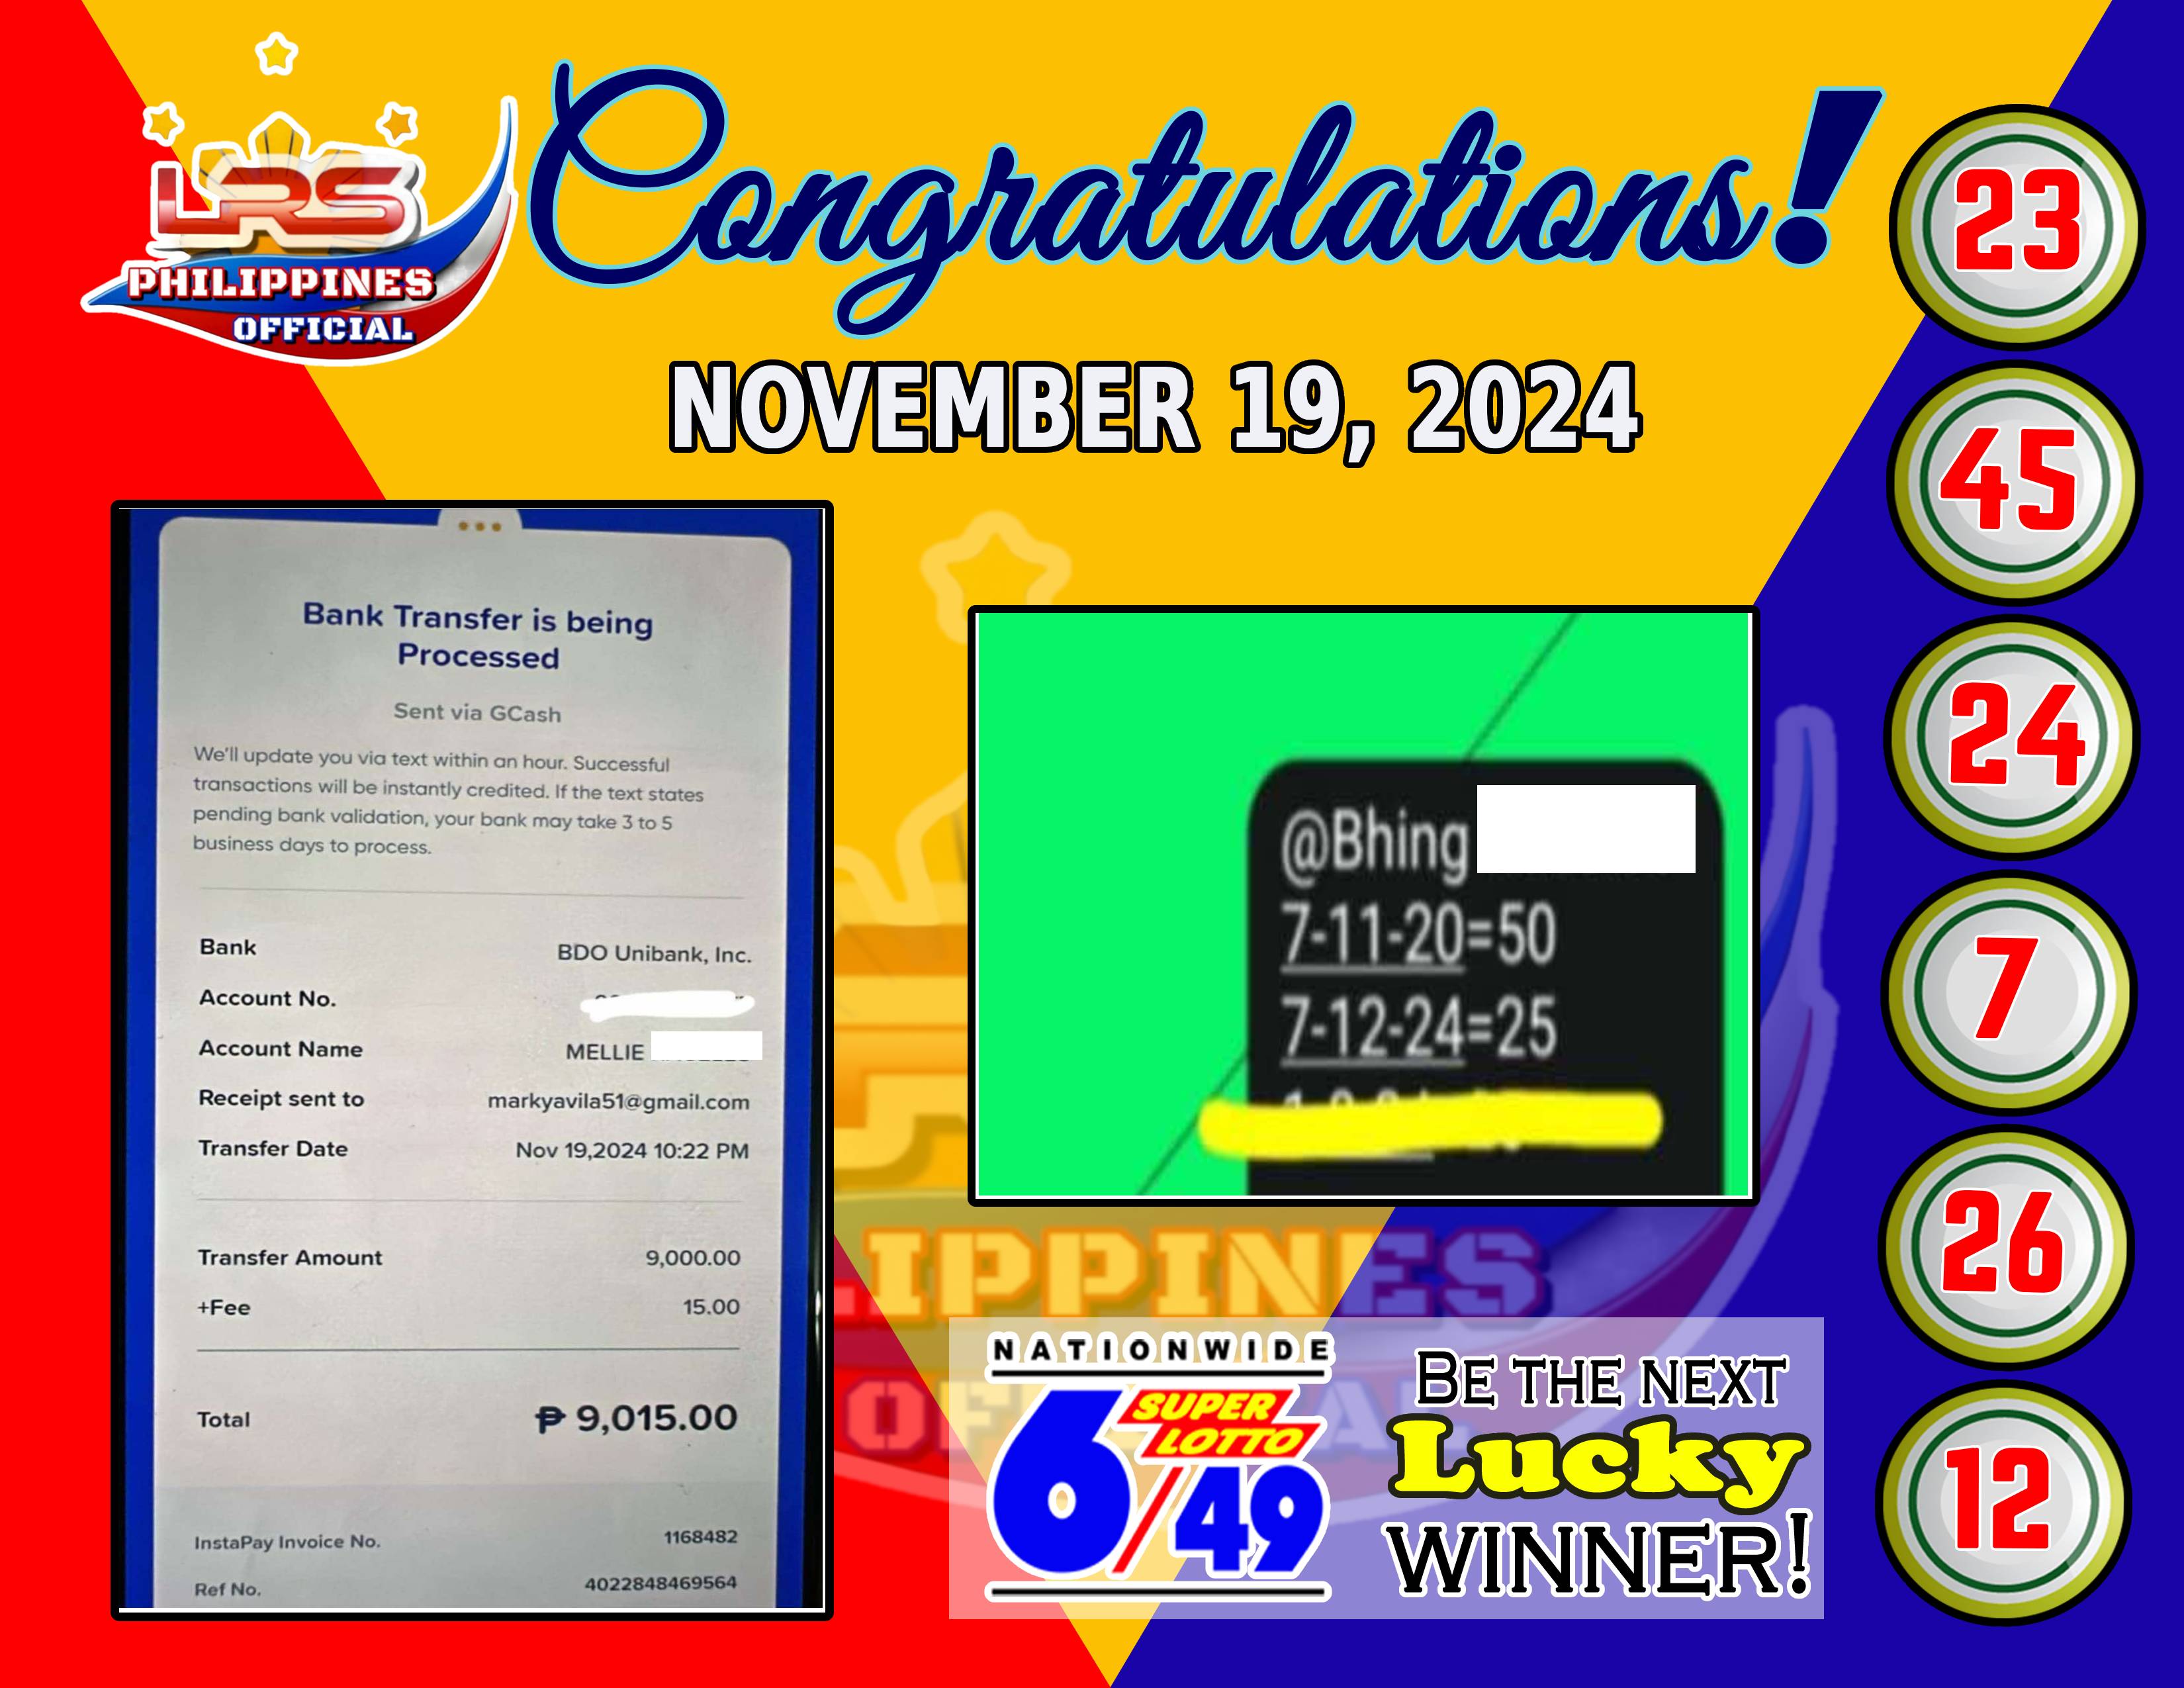 LRS
PHILIPPINES
OFFICIAL
Congratulations!
NOVEMBER 19, 2024
Bank Transfer is being
Processed
Sent via GCash
We'll update you via text within an hour. Successful
transactions will be instantly credited. If the text states
pending bank validation, your bank may take 3 to 5
business days to process.
Bank BDO Unibank, Inc.
Account No.
Account Name MELLIE
Receipt sent to markyavila51@gmail.com
Transfer Date Nov 19,2024 10:22 PM
Transfer Amount 9,000.00
+Fee 15.00
Total ₱ 9,015.00
InstaPay Invoice No. 1168482
Ref No. 4022848469564
@Bhing
7-11-20=50
7-12-24=25
IPPINES
NATIONWIDE
6/49
SUPER
LOTTO
BE THE NEXT
Lucky
WINNER!
23
45
24
7
26
12